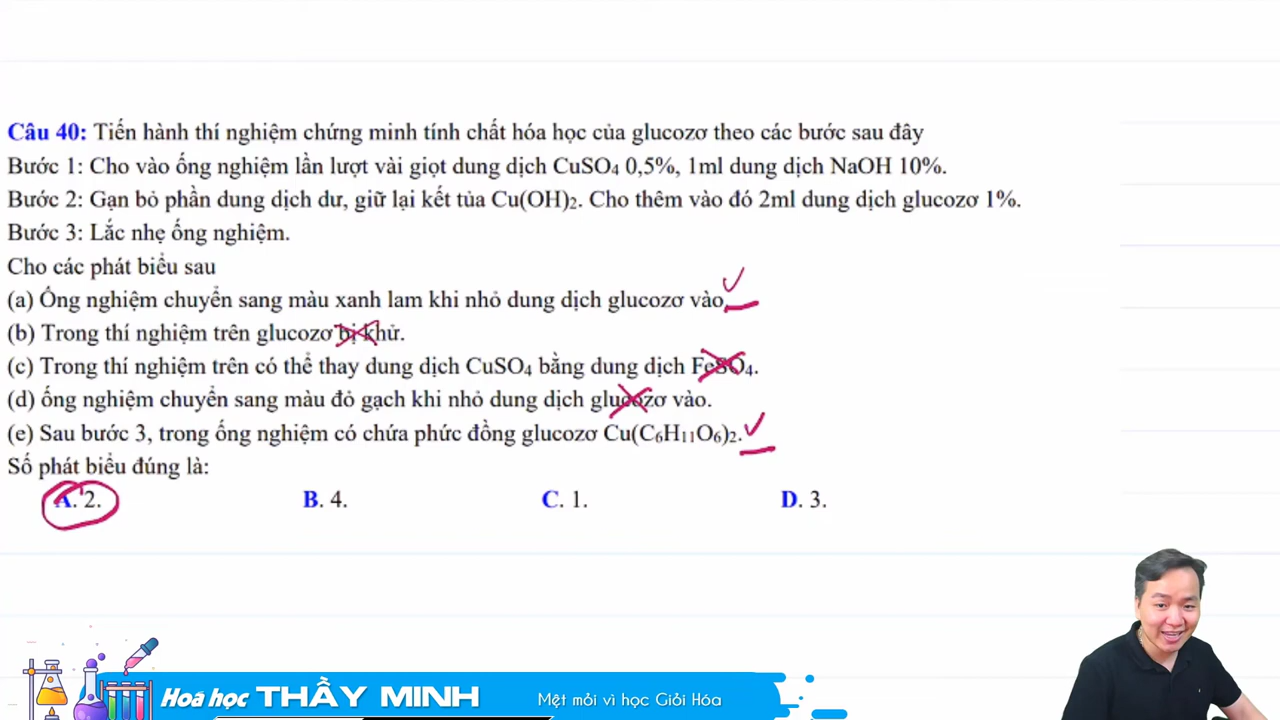 Câu 40: Tiến hành thí nghiệm chứng minh tính chất hóa học của glucozơ theo các bước sau đây
Bước 1: Cho vào ống nghiệm lần lượt vài giọt dung dịch CuSO₄ 0,5%, 1ml dung dịch NaOH 10%.
Bước 2: Gạn bỏ phần dung dịch dư, giữ lại kết tủa Cu(OH)₂. Cho thêm vào đó 2ml dung dịch glucozơ 1%.
Bước 3: Lắc nhẹ ống nghiệm.
Cho các phát biểu sau
(a) Ống nghiệm chuyển sang màu xanh lam khi nhỏ dung dịch glucozơ vào.
(b) Trong thí nghiệm trên glucozơ bị khử.
(c) Trong thí nghiệm trên có thể thay dung dịch CuSO₄ bằng dung dịch FeSO₄.
(d) ống nghiệm chuyển sang màu đỏ gạch khi nhỏ dung dịch glucozơ vào.
(e) Sau bước 3, trong ống nghiệm có chứa phức đồng glucozơ Cu(C₆H₁₁O₆)₂.
Số phát biểu đúng là:
A. 2. B. 4. C. 1. D. 3.
Hoá học THẦY MINH Mệt mỏi vì học Giỏi Hóa